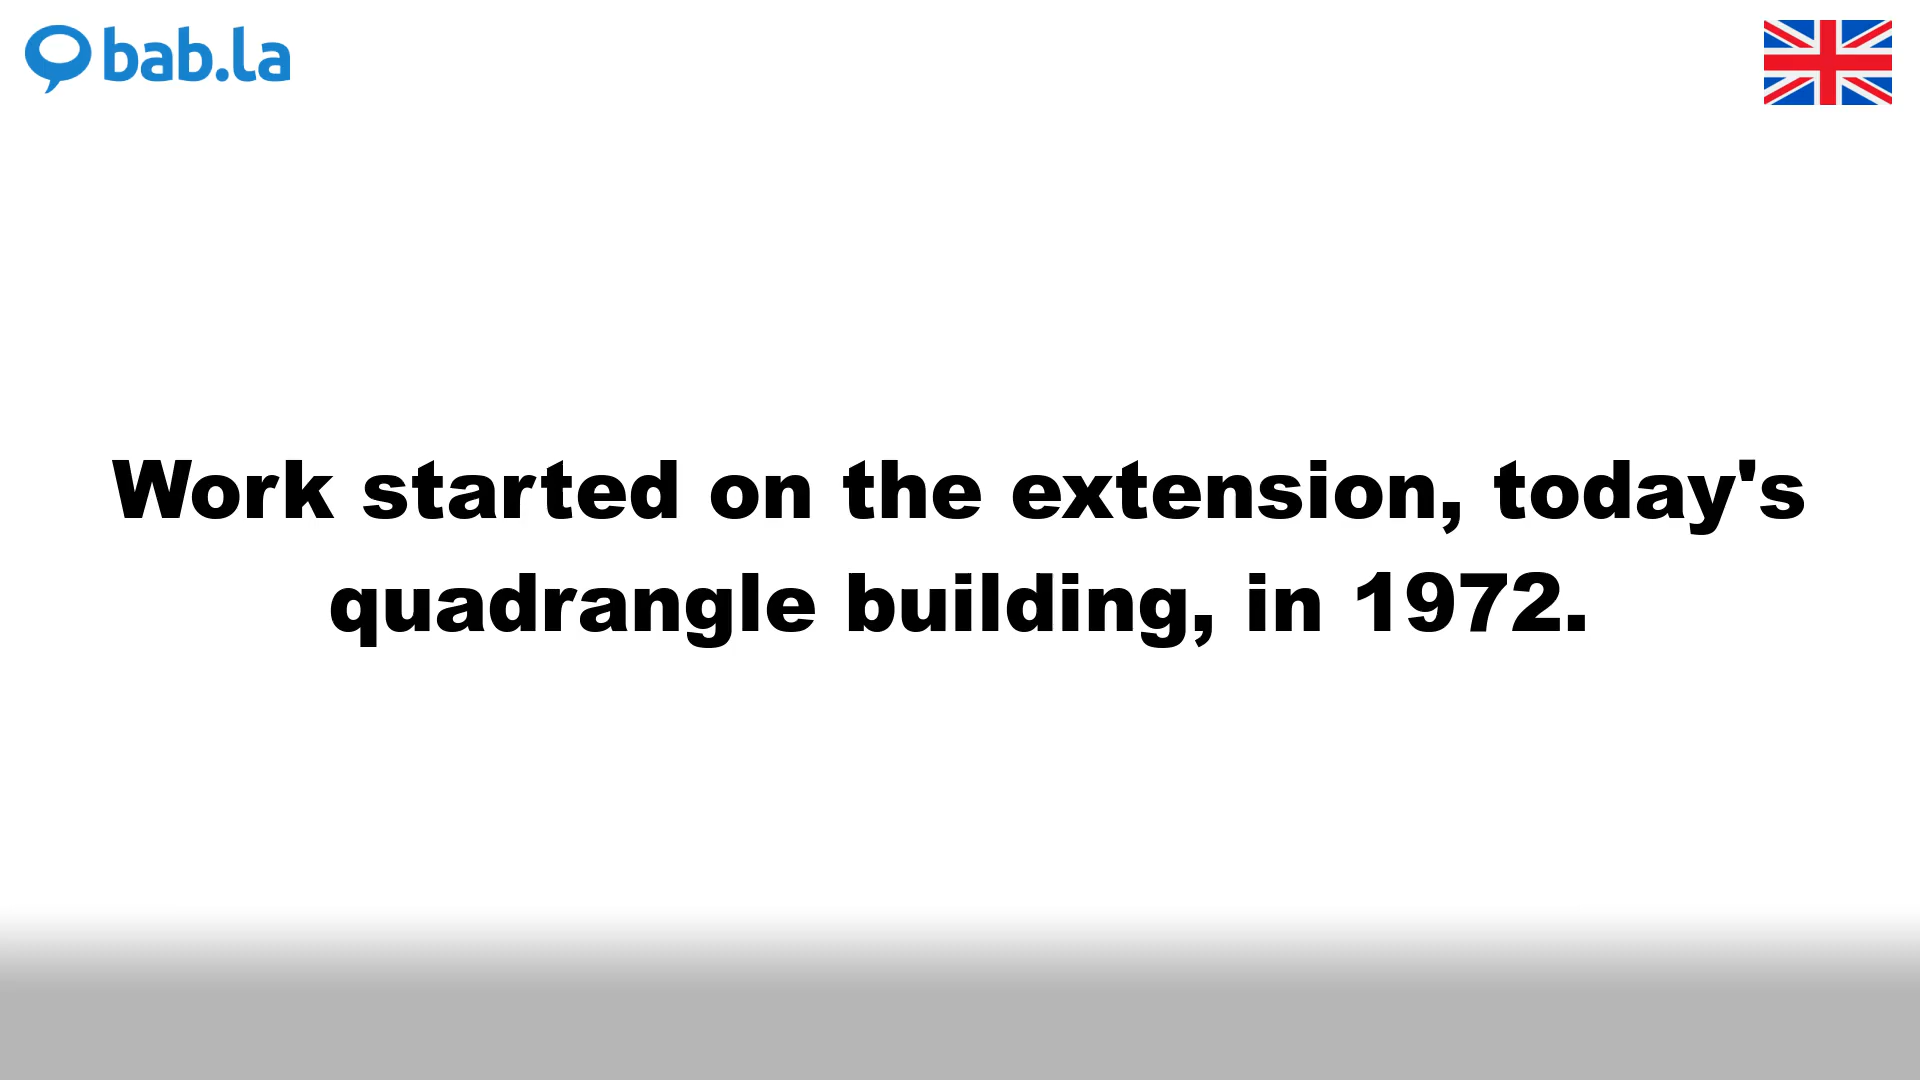 bab.la
Work started on the extension, today's
quadrangle building, in 1972.